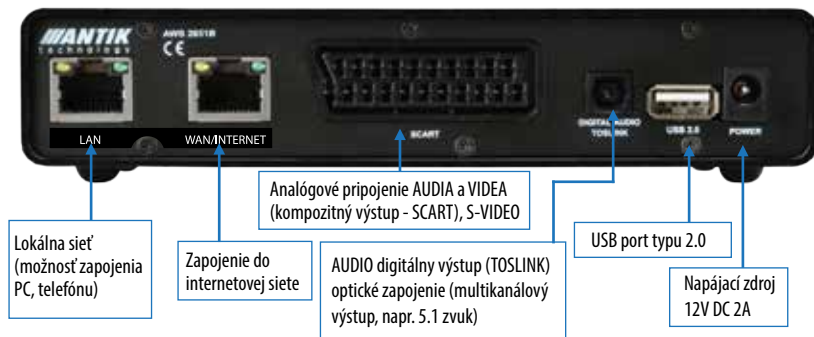 ANTIK
technology
AWS 2651R
CE
LAN
WAN/INTERNET
SCART
DIGITAL AUDIO
TOSLINK
USB 2.0
POWER
Analógové pripojenie AUDIA a VIDEA
(kompozitný výstup - SCART), S-VIDEO
Lokálna sieť
(možnosť zapojenia
PC, telefónu)
Zapojenie do
internetovej siete
AUDIO digitálny výstup (TOSLINK)
optické zapojenie (multikanálový
výstup, napr. 5.1 zvuk)
USB port typu 2.0
Napájací zdroj
12V DC 2A